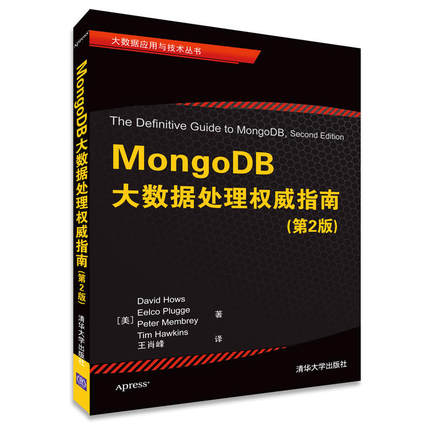 大数据应用与技术丛书
The Definitive Guide to MongoDB, Second Edition
MongoDB
大数据处理权威指南
(第2版)
[美]
David Hows
Eelco Plugge
Peter Membrey
Tim Hawkins
著
王肖峰
译
Apress®
清华大学出版社
Apress®
MongoDB大数据处理权威指南(第2版)
清华大学出版社